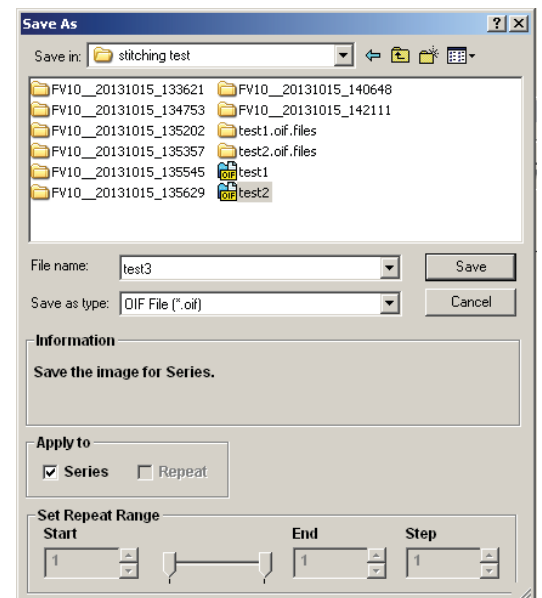 Save As
Save in: stitching test
FV10__20131015_133621 FV10__20131015_140648
FV10__20131015_134753 FV10__20131015_142111
FV10__20131015_135202 test1.oif.files
FV10__20131015_135357 test2.oif.files
FV10__20131015_135545 OIF test1
FV10__20131015_135629 OIF test2
File name: test3 Save
Save as type: OIF File (*.oif) Cancel
Information
Save the image for Series.
Apply to
Series Repeat
Set Repeat Range
Start End Step
1 1 1